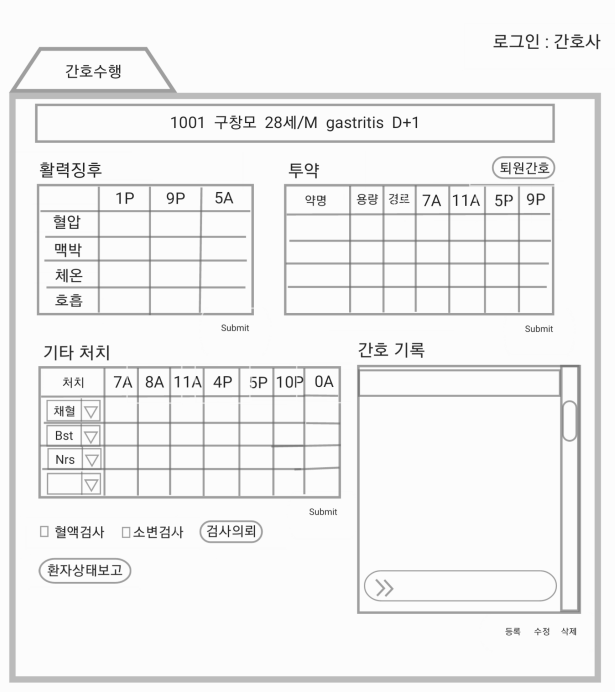 로그인 : 간호사
간호수행
1001 구창모 28세/M gastritis D+1
활력징후
1P 9P 5A
혈압
맥박
체온
호흡
Submit
투약
퇴원간호
약명 용량 경르 7A 11A 5P 9P
Submit
기타 처치
처치 7A 8A 11A 4P 5P 10P 0A
채혈
Bst
Nrs
Submit
간호 기록
등록 수정 삭제
혈액검사 소변검사 검사의뢰
환자상태보고